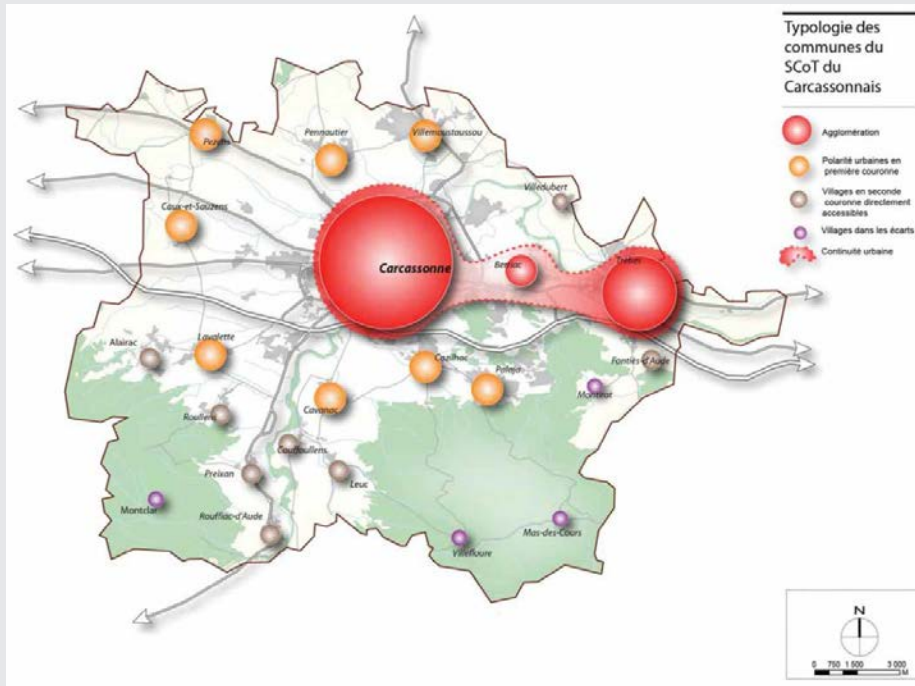 Typologie des
communes du
SCoT du
Carcassonnais
Agglomération
Polarité urbaines en
première couronne
Villages en seconde
couronne directement
accessibles
Villages dans les écarts
Continuité urbaine
Pezens
Pennautier
Villemoustaussou
Villedubert
Caux-et-Sauzens
Carcassonne
Berriac
Trèbes
Alairac
Lavalette
Cazilhac
Palaja
Fontiès-d'Aude
Montirat
Roullens
Cavanac
Couffoulens
Preixan
Leuc
Montclar
Rouffiac-d'Aude
Villefloure
Mas-des-Cours
N
0 750 1 500 3 000
M